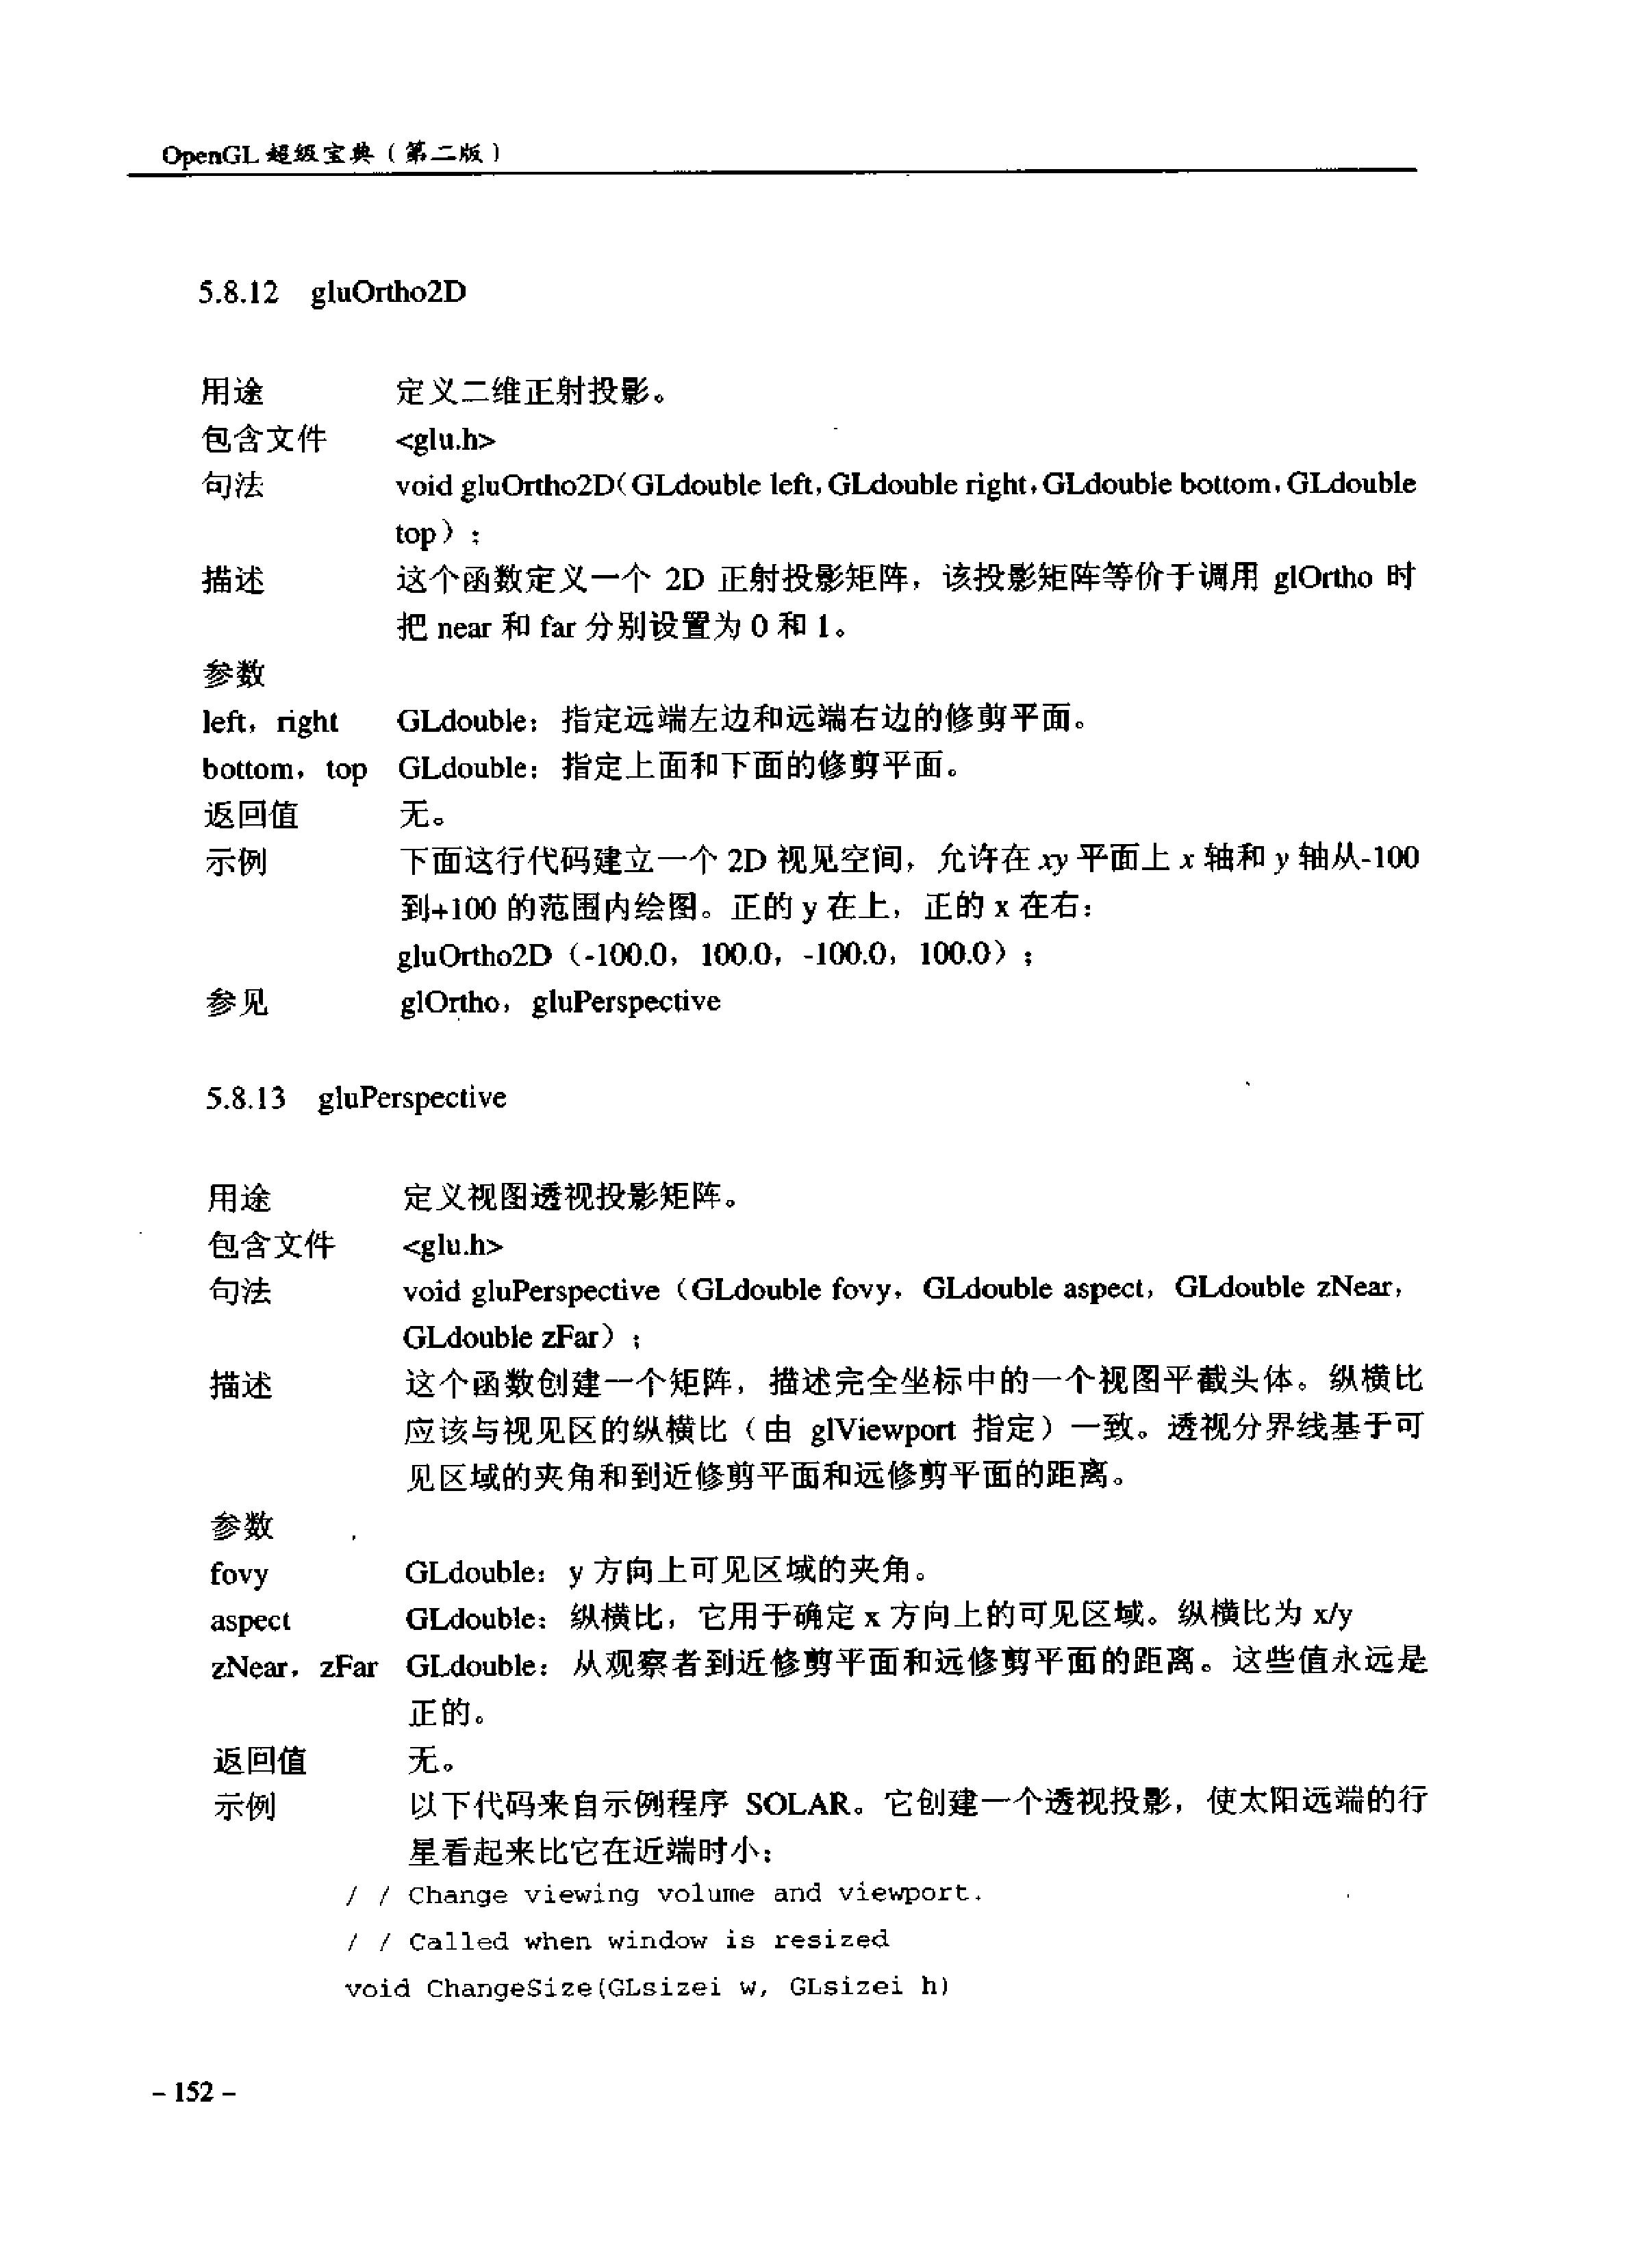 OpenGL 超级宝典（第二版）
5.8.12 gluOrtho2D
用途 定义二维正射投影。
包含文件 <glu.h>
句法 void gluOrtho2D(GLdouble left，GLdouble right，GLdouble bottom，GLdouble
top）；
描述 这个函数定义一个 2D 正射投影矩阵，该投影矩阵等价于调用 glOrtho 时
把 near 和 far 分别设置为 0 和 1。
参数
left，right GLdouble：指定远端左边和远端右边的修剪平面。
bottom，top GLdouble：指定上面和下面的修剪平面。
返回值 无。
示例 下面这行代码建立一个 2D 视见空间，允许在 xy 平面上 x 轴和 y 轴从-100
到+100 的范围内绘图。正的 y 在上，正的 x 在右：
gluOrtho2D（-100.0，100.0，-100.0，100.0）；
参见 glOrtho，gluPerspective
5.8.13 gluPerspective
用途 定义视图透视投影矩阵。
包含文件 <glu.h>
句法 void gluPerspective（GLdouble fovy，GLdouble aspect，GLdouble zNear，
GLdouble zFar）；
描述 这个函数创建一个矩阵，描述完全坐标中的一个视图平截头体。纵横比
应该与视见区的纵横比（由 glViewport 指定）一致。透视分界线基于可
见区域的夹角和到近修剪平面和远修剪平面的距离。
参数
fovy GLdouble：y 方向上可见区域的夹角。
aspect GLdouble：纵横比，它用于确定 x 方向上的可见区域。纵横比为 x/y
zNear，zFar GLdouble：从观察者到近修剪平面和远修剪平面的距离。这些值永远是
正的。
返回值 无。
示例 以下代码来自示例程序 SOLAR。它创建一个透视投影，使太阳远端的行
星看起来比它在近端时小：
/ / Change viewing volume and viewport.
/ / Called when window is resized
void ChangeSize(GLsizei w, GLsizei h)
- 152 -